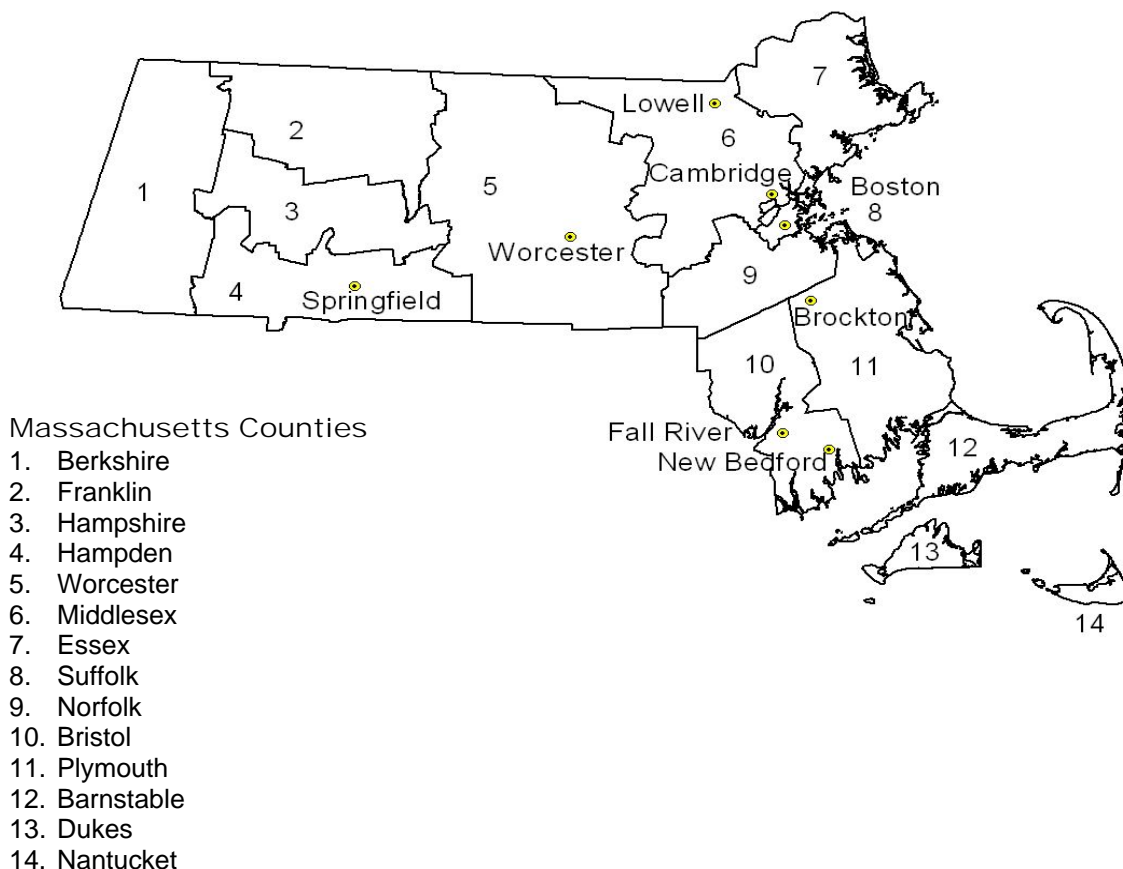 7
Lowell
2
6
Cambridge
1
5
Boston
3
8
Worcester
9
4
Springfield
Brockton
10
11
Fall River
12
New Bedford
13
14
Massachusetts Counties
1. Berkshire
2. Franklin
3. Hampshire
4. Hampden
5. Worcester
6. Middlesex
7. Essex
8. Suffolk
9. Norfolk
10. Bristol
11. Plymouth
12. Barnstable
13. Dukes
14. Nantucket